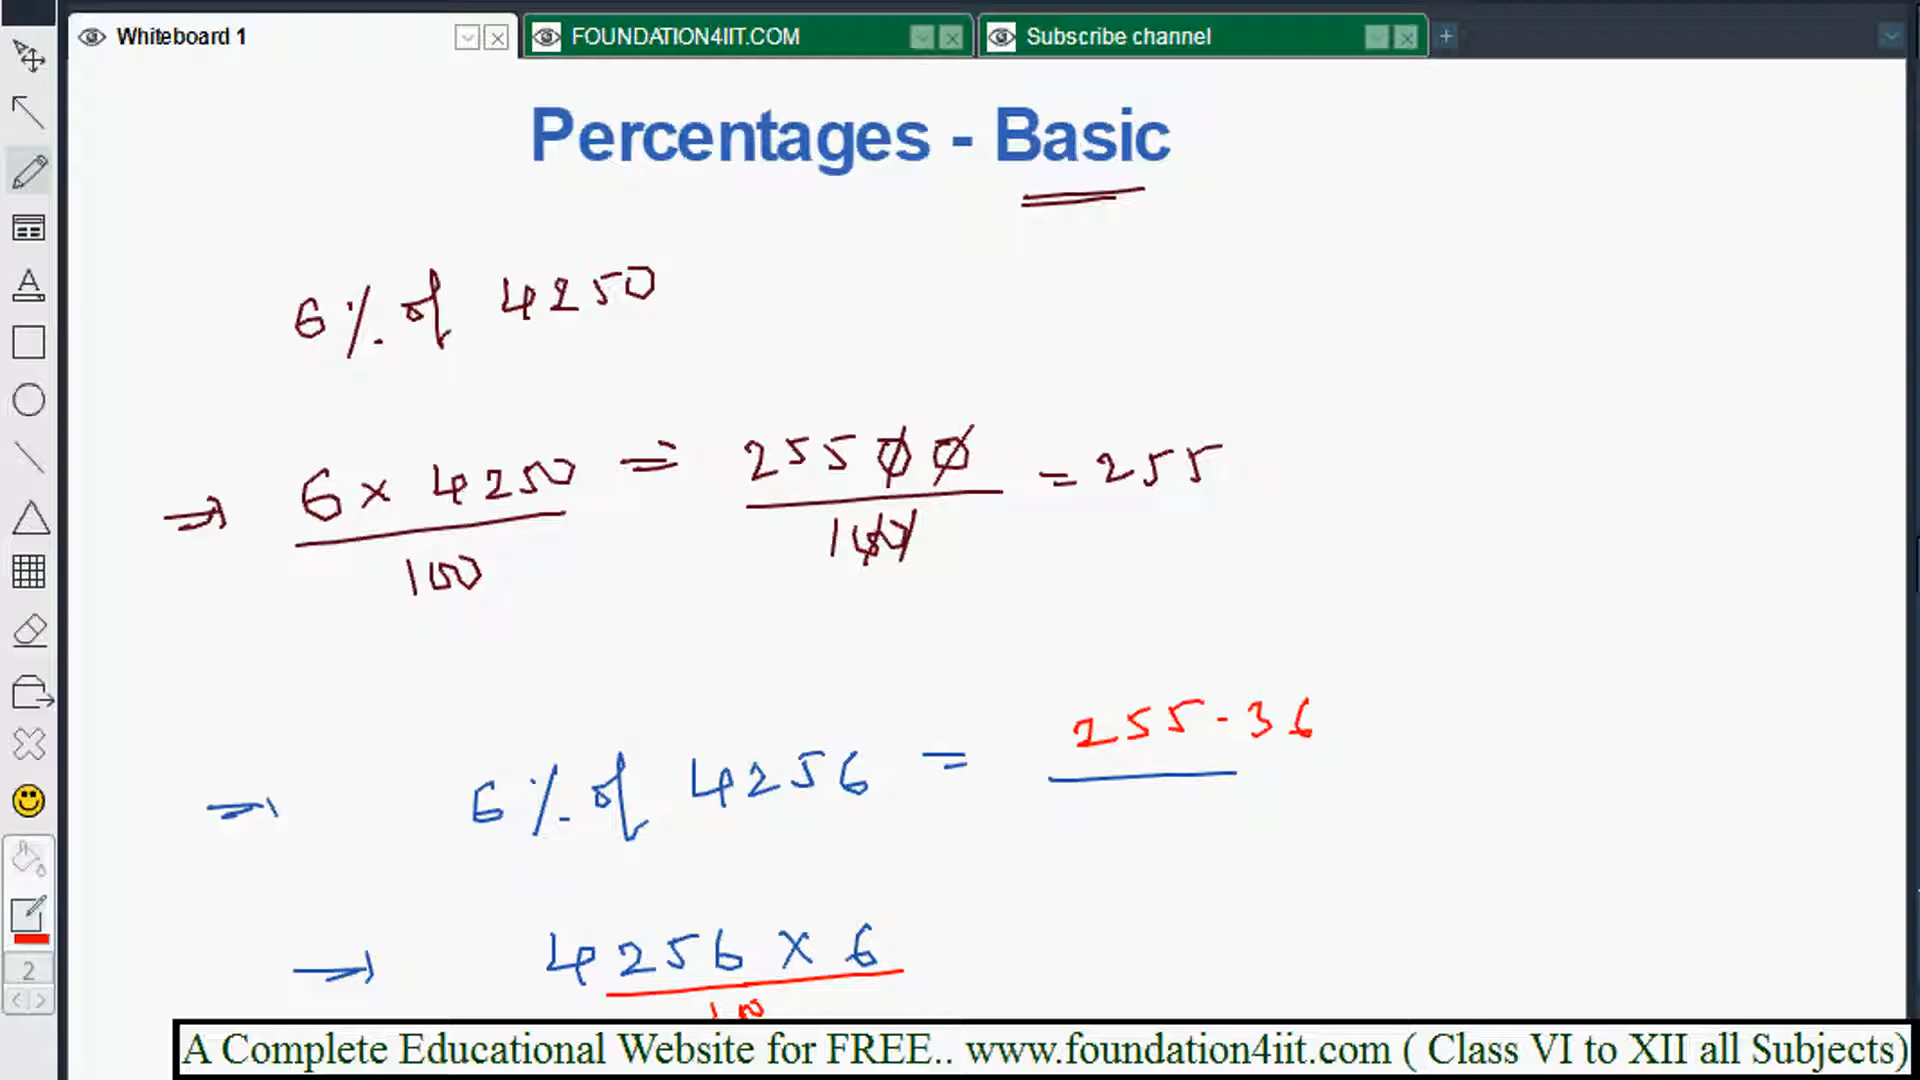 Whiteboard 1 FOUNDATION4IIT.COM Subscribe channel
Percentages - Basic
6% of 4250
⇒ 6 × 4250 / 100 = 25500 / 100 = 255
⇒ 6% of 4256 = 255.36
→ 4256 × 6
100
2
A Complete Educational Website for FREE.. www.foundation4iit.com ( Class VI to XII all Subjects)